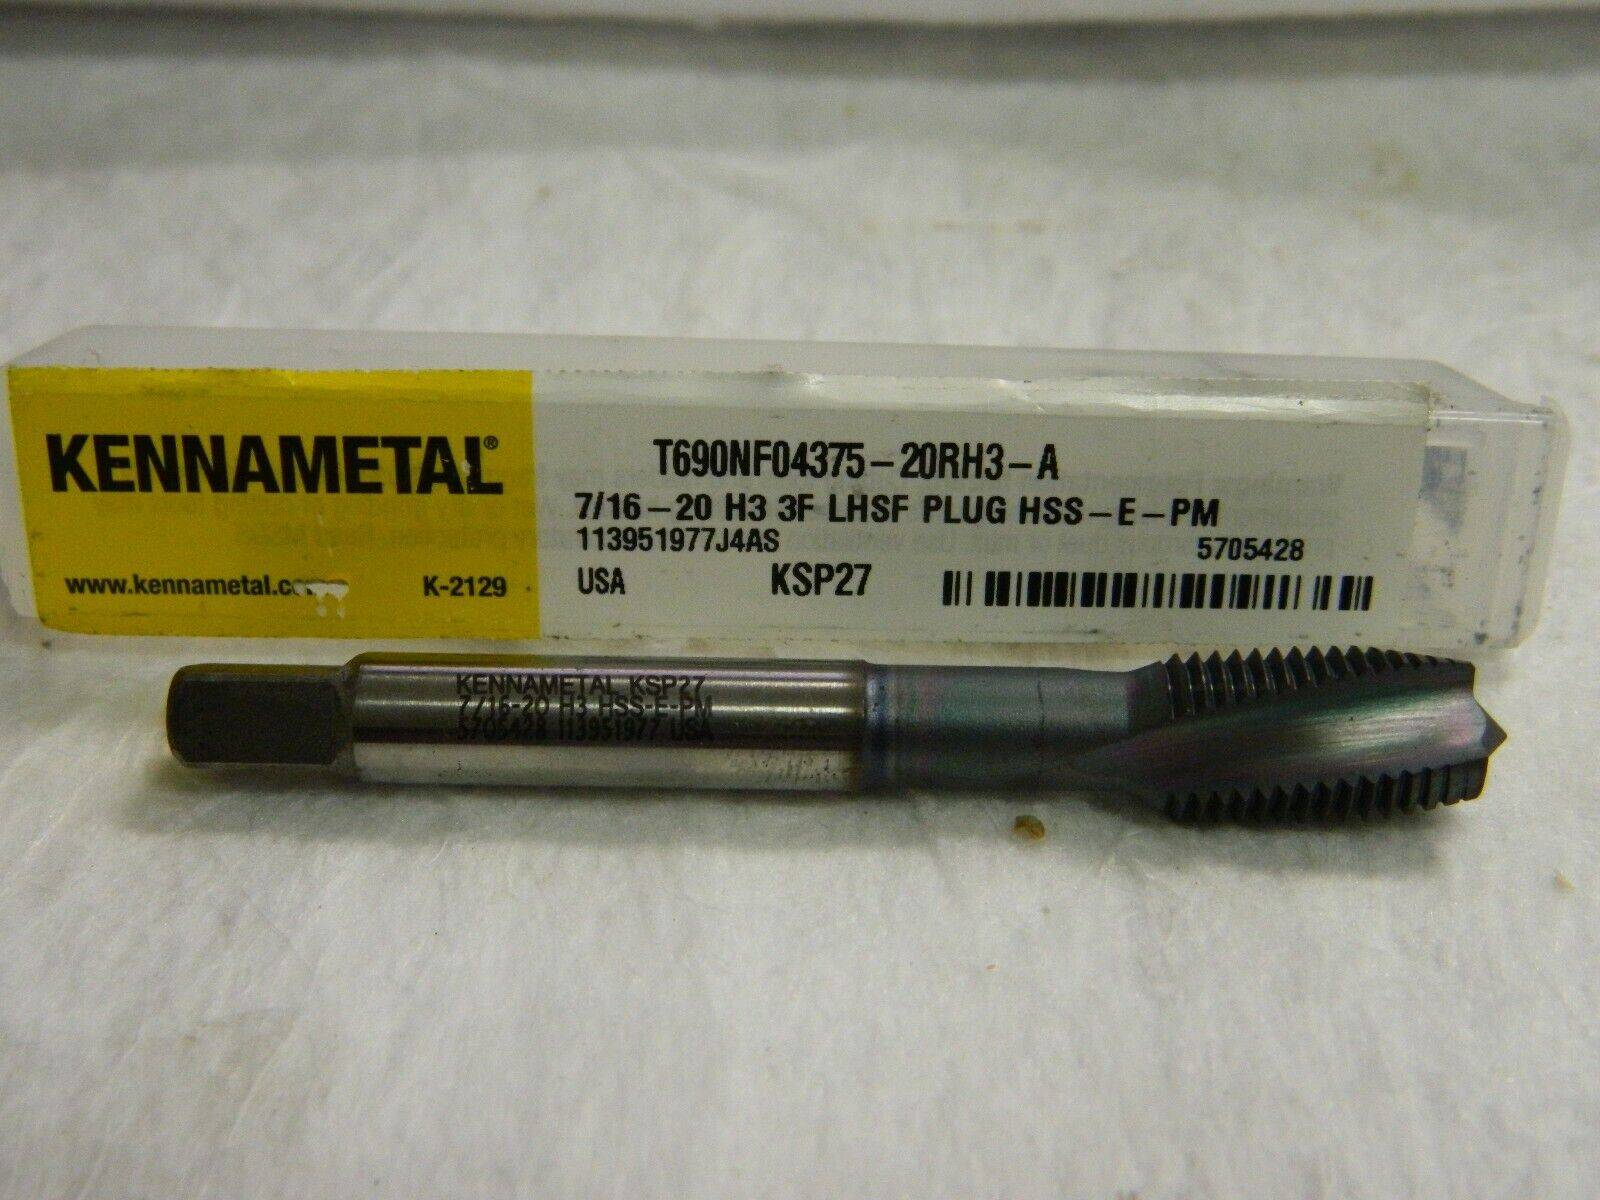 KENNAMETAL®
www.kennametal.c
K-2129
T690NF04375-20RH3-A
7/16-20 H3 3F LHSF PLUG HSS-E-PM
113951977J4AS 5705428
USA KSP27
KENNAMETAL KSP27
7/16-20 H3 HSS-E-PM
5705428 113951977 USA